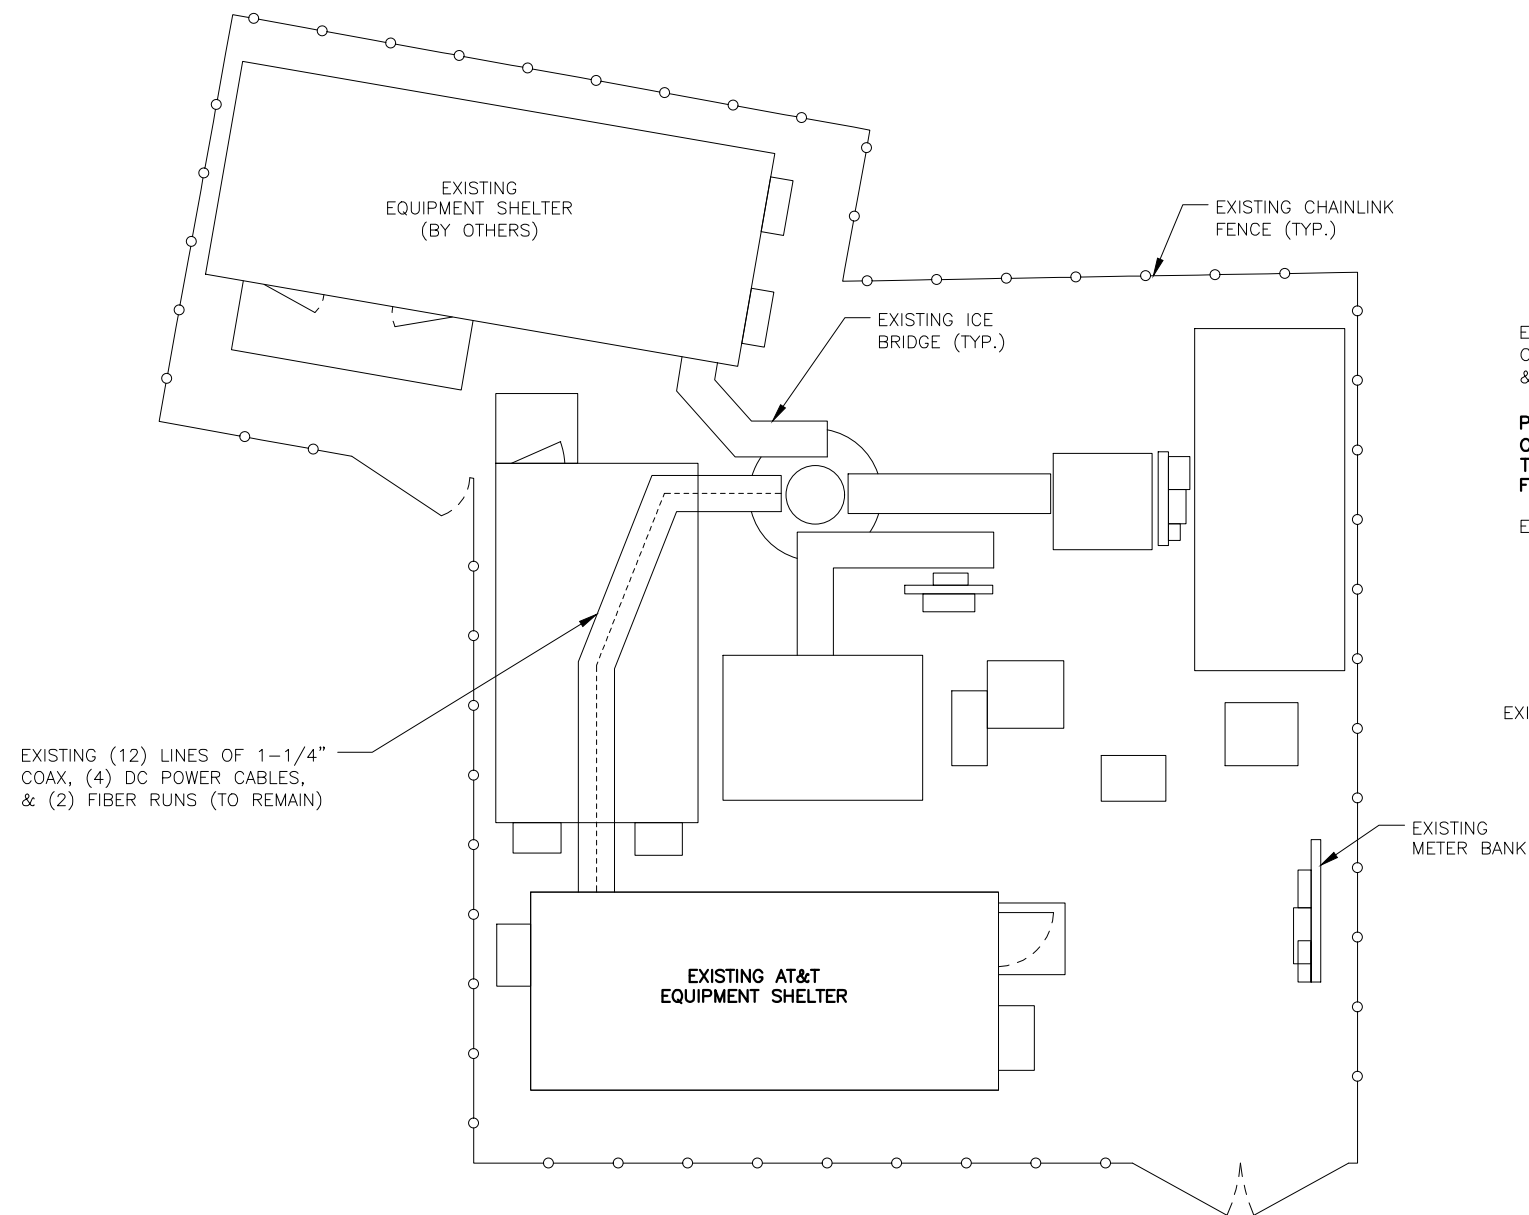 EXISTING
EQUIPMENT SHELTER
(BY OTHERS)
EXISTING CHAINLINK
FENCE (TYP.)
EXISTING ICE
BRIDGE (TYP.)
EXISTING (12) LINES OF 1-1/4"
COAX, (4) DC POWER CABLES,
& (2) FIBER RUNS (TO REMAIN)
EXISTING
METER BANK
EXISTING AT&T
EQUIPMENT SHELTER